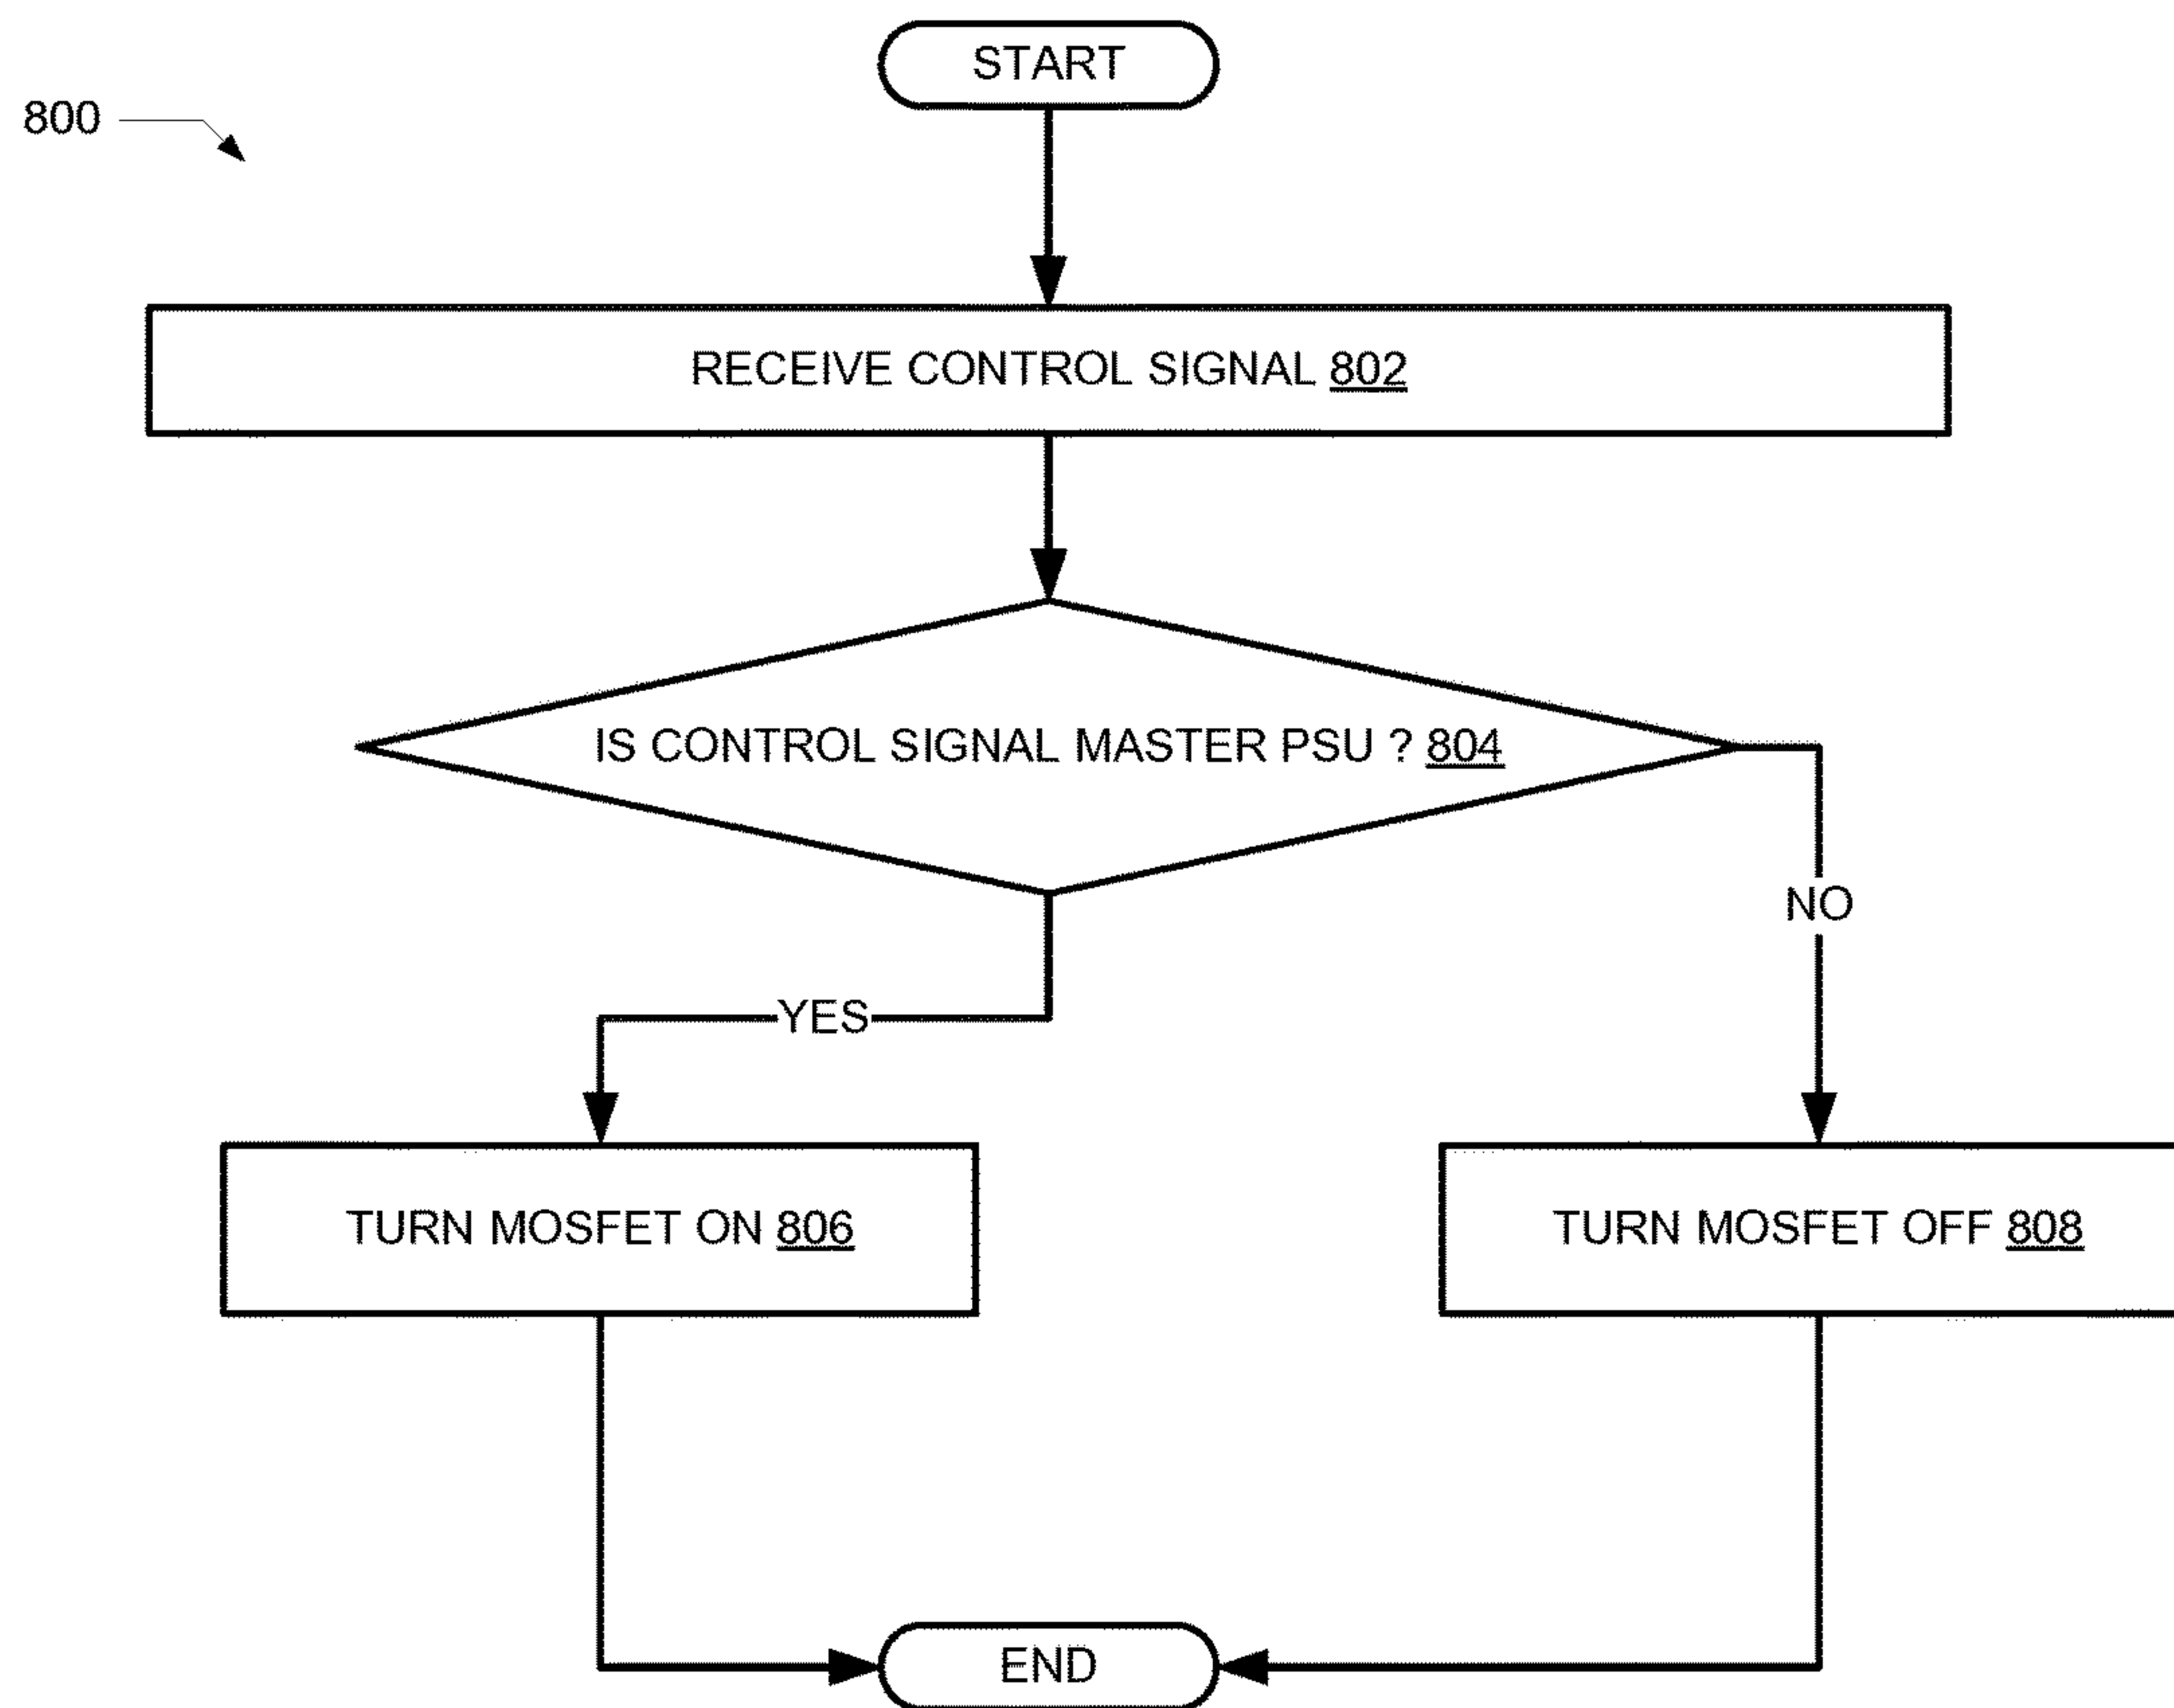 START
800
RECEIVE CONTROL SIGNAL 802
IS CONTROL SIGNAL MASTER PSU ? 804
NO
YES
TURN MOSFET ON 806
TURN MOSFET OFF 808
END